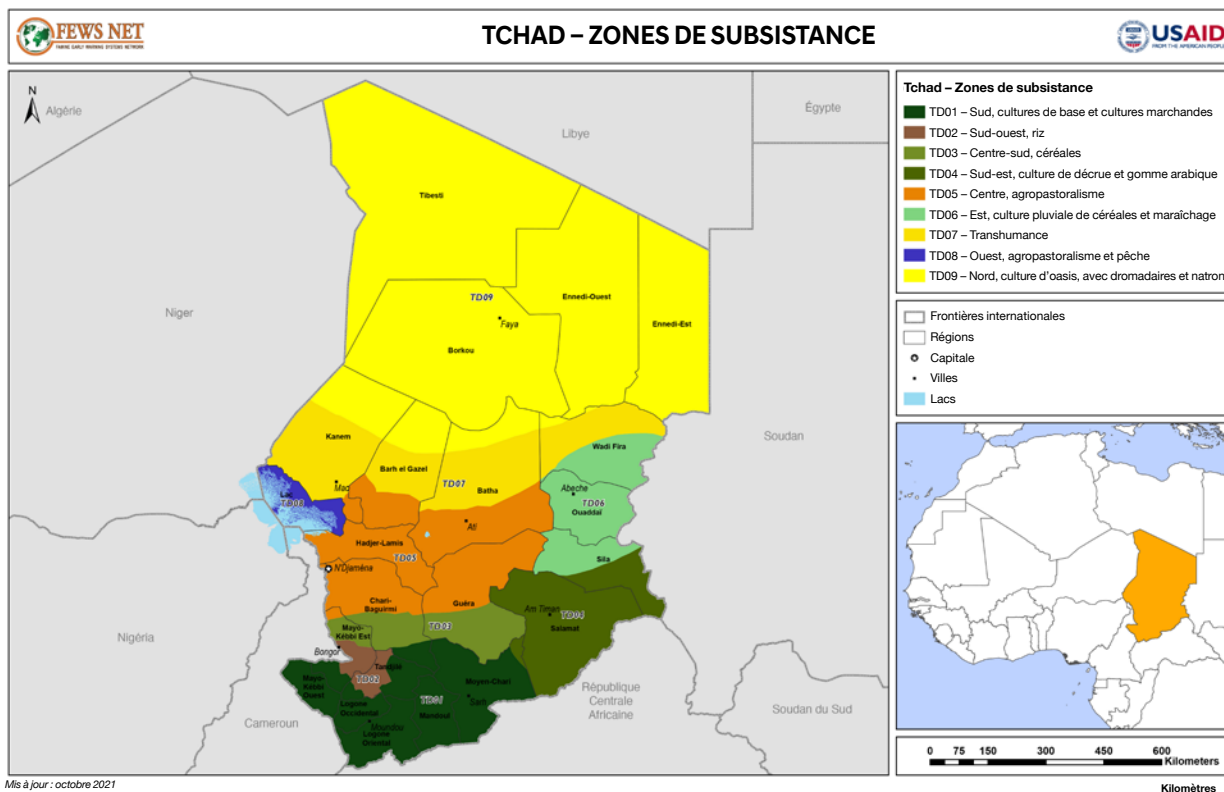 FEWS NET
FAMINE EARLY WARNING SYSTEMS NETWORK
TCHAD – ZONES DE SUBSISTANCE
USAID
FROM THE AMERICAN PEOPLE
N
Algérie
Libye
Égypte
Niger
Soudan
Nigéria
Cameroun
République
Centrale
Africaine
Soudan du Sud
Tibesti
TD09
Faya
Ennedi-Ouest
Ennedi-Est
Borkou
Kanem
Barh el Gazel
Wadi Fira
TD07
Batha
Mao
Abeche
TD06
Ouaddai
Lac
TD08
Ati
Hadjer-Lamis
TD05
Sila
N'Djaména
Chari-
Baguirmi
Guéra
Am Timan
TD04
Salamat
Mayo-
Kébbi Est
TD03
Bongor
Tandjilé
TD02
Mayo-
Kébbi
Ouest
Moyen-Chari
TD01
Sarh
Logone
Occidental
Mandoul
Moundou
Logone
Oriental
Tchad – Zones de subsistance
TD01 – Sud, cultures de base et cultures marchandes
TD02 – Sud-ouest, riz
TD03 – Centre-sud, céréales
TD04 – Sud-est, culture de décrue et gomme arabique
TD05 – Centre, agropastoralisme
TD06 – Est, culture pluviale de céréales et maraîchage
TD07 – Transhumance
TD08 – Ouest, agropastoralisme et pêche
TD09 – Nord, culture d'oasis, avec dromadaires et natron
Frontières internationales
Régions
Capitale
Villes
Lacs
0 75 150 300 450 600
Kilometers
Kilomètres
Mis à jour : octobre 2021